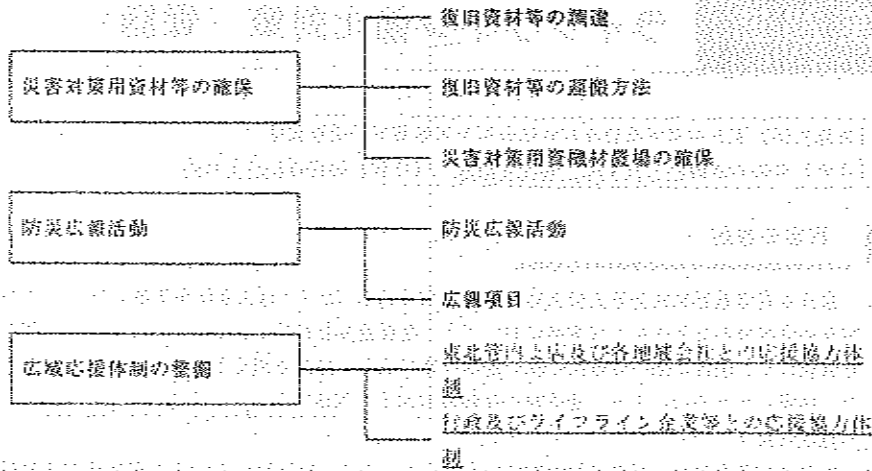 復旧資材等の調達
災害対策用資材等の確保
復旧資材等の運搬方法
災害対策用資機材置場の確保
防災広報活動
防災広報活動
広報項目
広域応援体制の整備
東北管内支店及び各地域会社との応援協力体
制
行政及びライフライン企業等との応援協力体
制